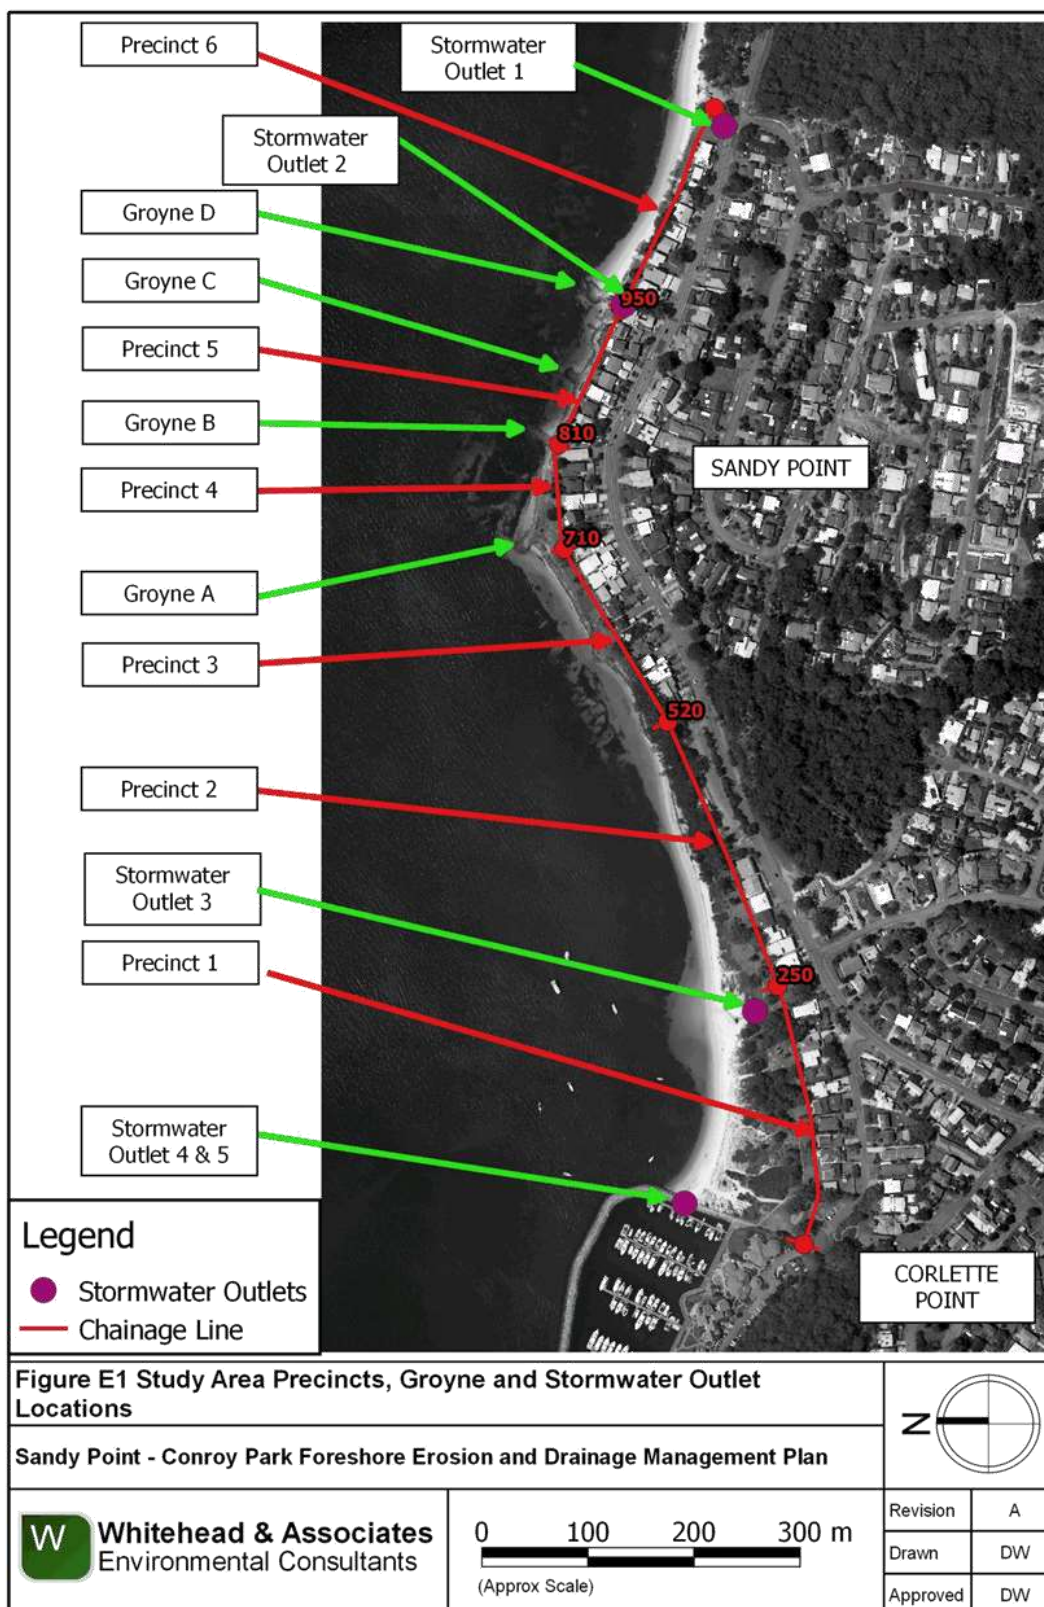 Precinct 6
Stormwater
Outlet 1
Stormwater
Outlet 2
Groyne D
Groyne C
950
Precinct 5
Groyne B
810
SANDY POINT
Precinct 4
710
Groyne A
Precinct 3
520
Precinct 2
Stormwater
Outlet 3
Precinct 1
250
Stormwater
Outlet 4 & 5
Legend
Stormwater Outlets
Chainage Line
CORLETTE
POINT
Figure E1 Study Area Precincts, Groyne and Stormwater Outlet
Locations
N
Sandy Point - Conroy Park Foreshore Erosion and Drainage Management Plan
W
Whitehead & Associates
Environmental Consultants
0 100 200 300 m
(Approx Scale)
Revision A
Drawn DW
Approved DW